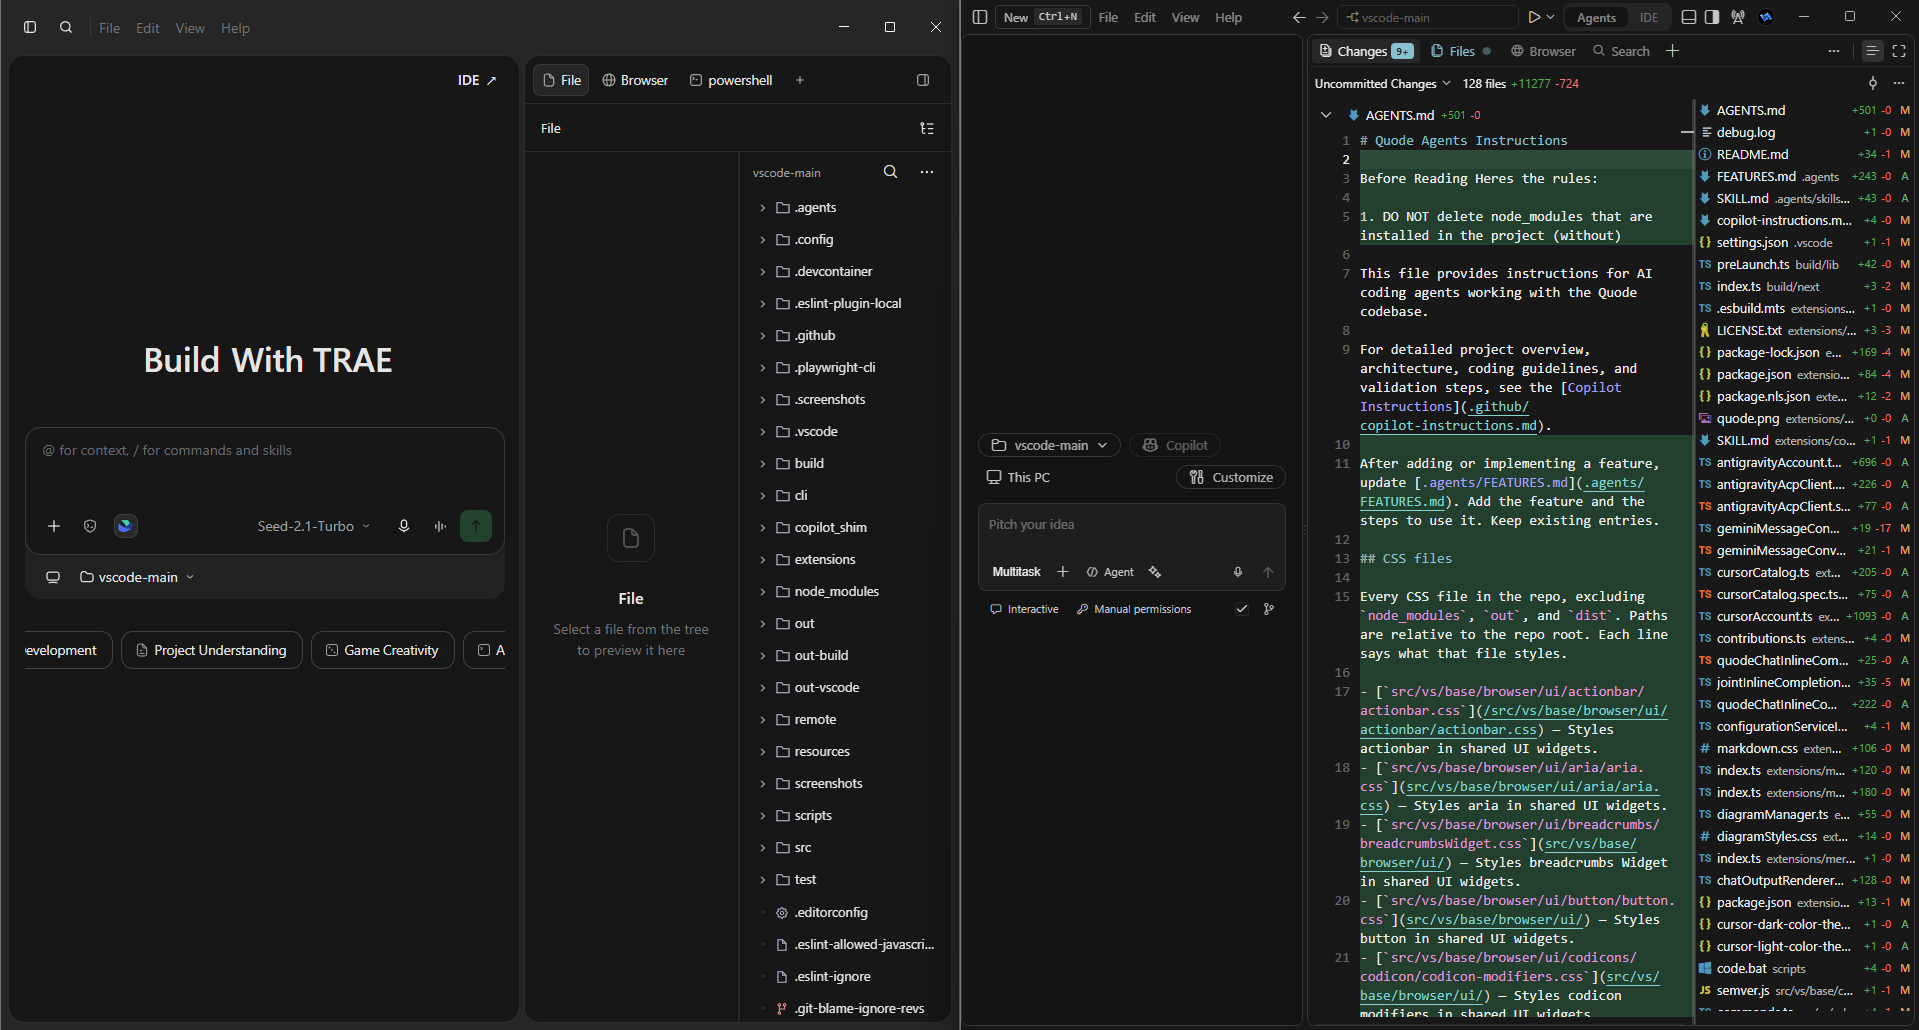 File Edit View Help
IDE ↗
Build With TRAE
@ for context, / for commands and skills
Seed-2.1-Turbo
vscode-main
evelopment
Project Understanding
Game Creativity
A
File
Browser
powershell
File
File
Select a file from the tree
to preview it here
vscode-main
.agents
.config
.devcontainer
.eslint-plugin-local
.github
.playwright-cli
.screenshots
.vscode
build
cli
copilot_shim
extensions
node_modules
out
out-build
out-vscode
remote
resources
screenshots
scripts
src
test
.editorconfig
.eslint-allowed-javascri...
.eslint-ignore
.git-blame-ignore-revs
New Ctrl+N File Edit View Help
vscode-main
Agents IDE
vscode-main
Copilot
This PC
Customize
Pitch your idea
Multitask
Agent
Interactive
Manual permissions
Changes 9+
Files
Browser
Search
Uncommitted Changes 128 files +11277 -724
AGENTS.md +501 -0
1 # Quode Agents Instructions
2
3 Before Reading Heres the rules:
4
5 1. DO NOT delete node_modules that are
installed in the project (without)
6
7 This file provides instructions for AI
coding agents working with the Quode
codebase.
8
9 For detailed project overview,
architecture, coding guidelines, and
validation steps, see the [Copilot
Instructions](.github/
copilot-instructions.md).
10
11 After adding or implementing a feature,
update [.agents/FEATURES.md](.agents/
FEATURES.md). Add the feature and the
steps to use it. Keep existing entries.
12
13 ## CSS files
14
15 Every CSS file in the repo, excluding
`node_modules`, `out`, and `dist`. Paths
are relative to the repo root. Each line
says what that file styles.
16
17 - [`src/vs/base/browser/ui/actionbar/
actionbar.css`](/src/vs/base/browser/ui/
actionbar/actionbar.css) — Styles
actionbar in shared UI widgets.
18 - [`src/vs/base/browser/ui/aria/aria.
css`](src/vs/base/browser/ui/aria/aria.
css) — Styles aria in shared UI widgets.
19 - [`src/vs/base/browser/ui/breadcrumbs/
breadcrumbsWidget.css`](src/vs/base/
browser/ui/) — Styles breadcrumbs Widget
in shared UI widgets.
20 - [`src/vs/base/browser/ui/button/button.
css`](src/vs/base/browser/ui/) — Styles
button in shared UI widgets.
21 - [`src/vs/base/browser/ui/codicons/
codicon/codicon-modifiers.css`](src/vs/
base/browser/ui/) — Styles codicon
modifiers in shared UI widgets.
AGENTS.md +501 -0 M
debug.log +1 -0 M
README.md +34 -1 M
FEATURES.md .agents +243 -0 A
SKILL.md .agents/skills... +43 -0 A
copilot-instructions.m... +4 -0 M
settings.json .vscode +1 -1 M
preLaunch.ts build/lib +42 -0 M
index.ts build/next +3 -2 M
.esbuild.mts extensions... +1 -0 M
LICENSE.txt extensions/... +3 -3 M
package-lock.json e... +169 -4 M
package.json extensio... +84 -4 M
package.nls.json exte... +12 -2 M
quode.png extensions/... +0 -0 A
SKILL.md extensions/co... +1 -1 M
antigravityAccount.t... +696 -0 A
antigravityAcpClient.... +226 -0 A
antigravityAcpClient.s... +77 -0 A
geminiMessageCon... +19 -17 M
geminiMessageConv... +21 -1 M
cursorCatalog.ts ext... +205 -0 A
cursorCatalog.spec.ts... +75 -0 A
cursorAccount.ts ex... +1093 -0 A
contributions.ts extens... +4 -0 M
quodeChatInlineCom... +25 -0 A
jointInlineCompletion... +35 -5 M
quodeChatInlineCo... +222 -0 A
configurationServiceI... +4 -1 M
markdown.css exten... +106 -0 M
index.ts extensions/m... +120 -0 M
index.ts extensions/m... +180 -0 M
diagramManager.ts e... +55 -0 M
diagramStyles.css ext... +14 -0 M
index.ts extensions/mer... +1 -0 M
chatOutputRenderer... +128 -0 M
package.json extensio... +13 -1 M
cursor-dark-color-the... +1 -0 A
cursor-light-color-the... +1 -0 A
code.bat scripts +4 -0 M
semver.js src/vs/base/c... +1 -1 M